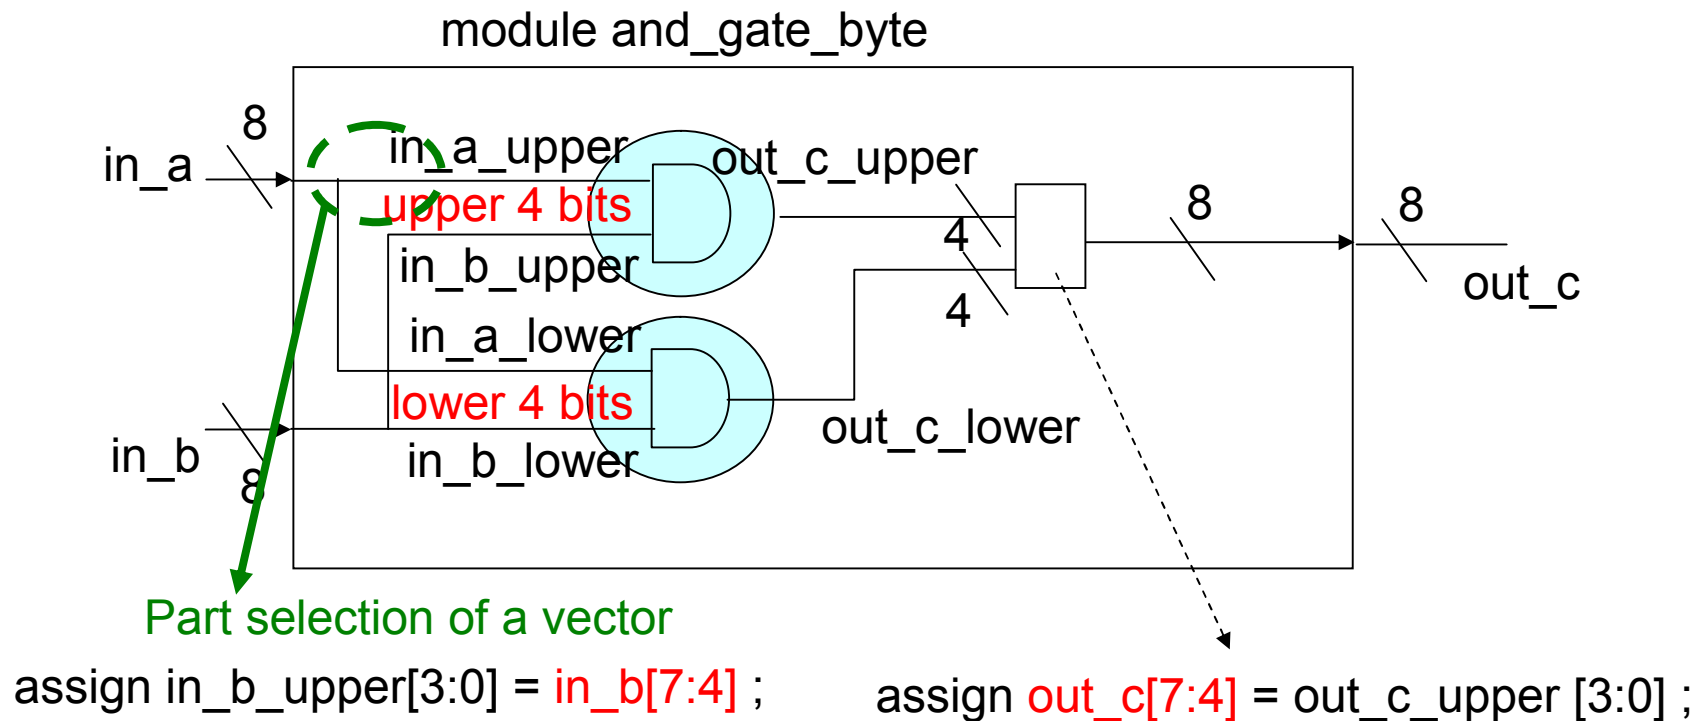 module and_gate_byte
8
in_a
in_a_upper
upper 4 bits
in_b_upper
out_c_upper
4
4
8
8
out_c
in_a_lower
lower 4 bits
in_b_lower
out_c_lower
in_b
8
Part selection of a vector
assign in_b_upper[3:0] = in_b[7:4] ;
assign out_c[7:4] = out_c_upper [3:0] ;